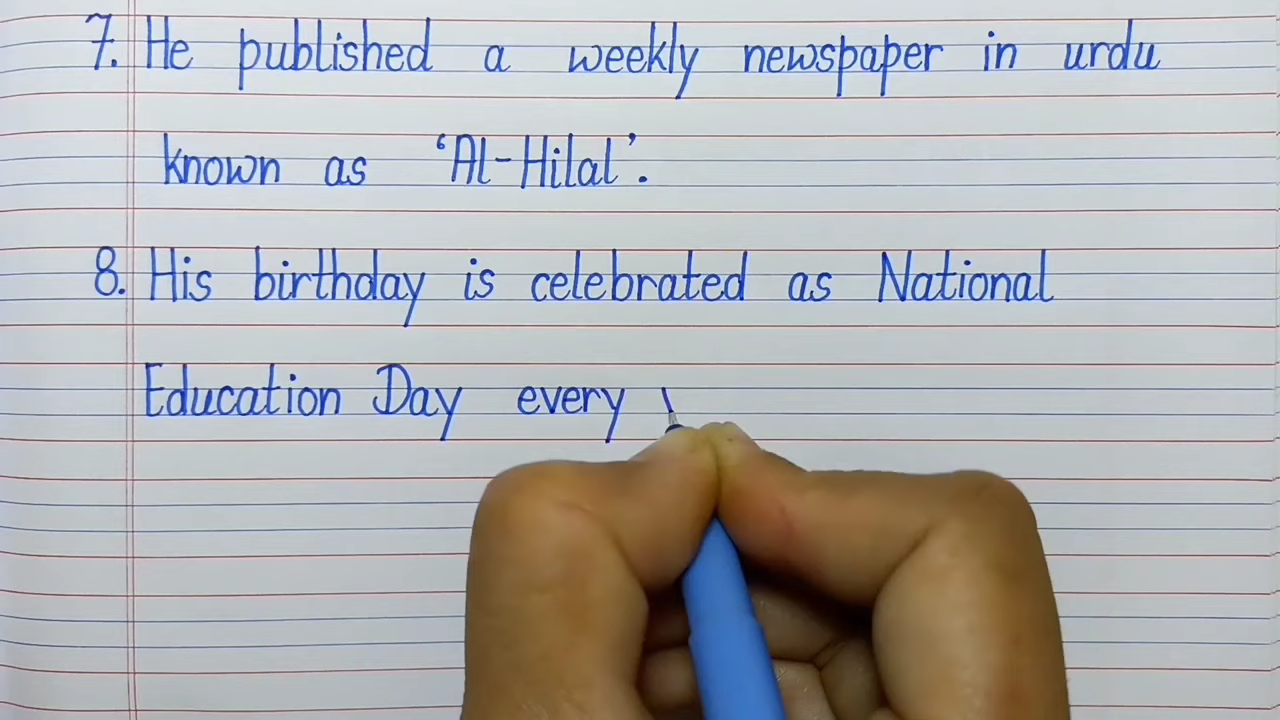 7. He published a weekly newspaper in urdu
known as 'Al-Hilal'.
8. His birthday is celebrated as National
Education Day every